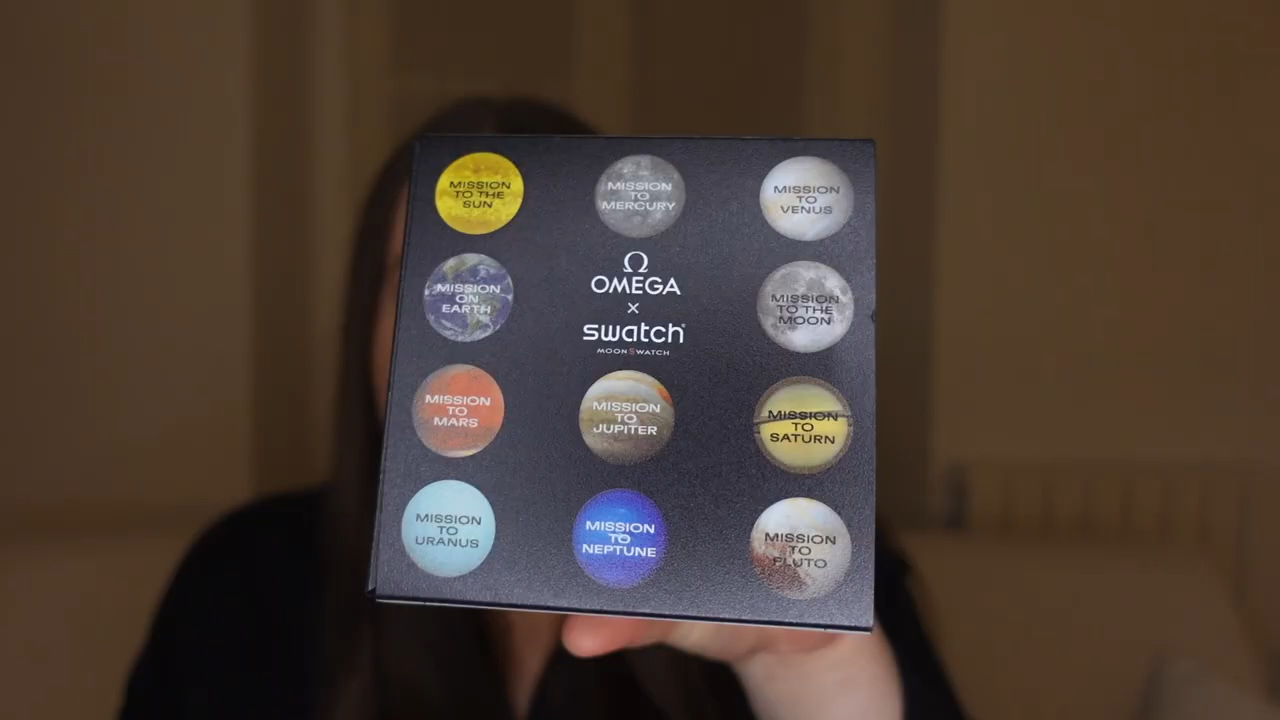 MISSION
TO THE
SUN
MISSION
TO
MERCURY
MISSION
TO
VENUS
MISSION
ON
EARTH
Ω
OMEGA
x
swatch®
MOONSWATCH
MISSION
TO THE
MOON
MISSION
TO
MARS
MISSION
TO
JUPITER
MISSION
TO
SATURN
MISSION
TO
URANUS
MISSION
TO
NEPTUNE
MISSION
TO
PLUTO